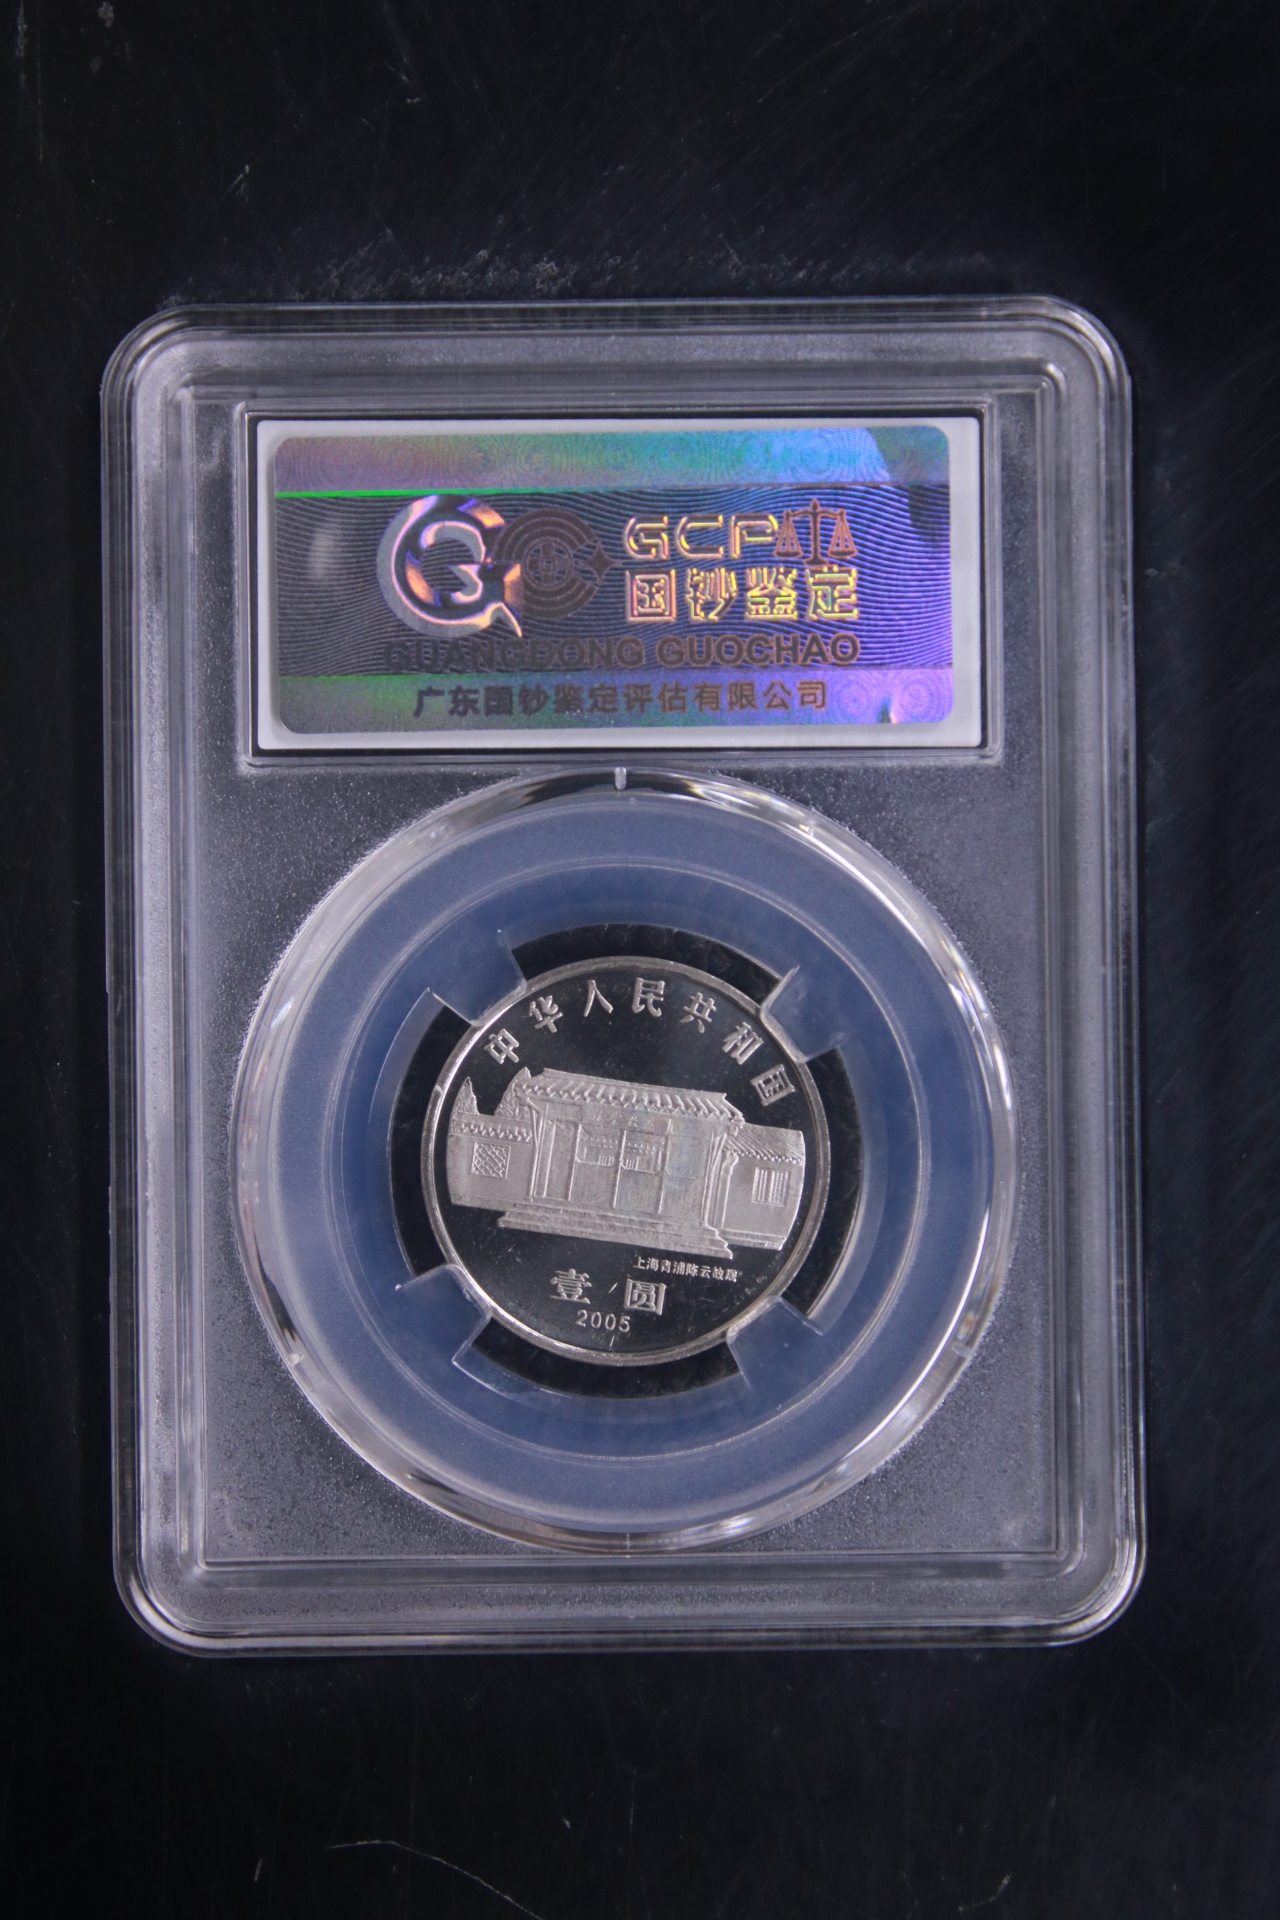 GCP
国钞鉴定
GUANGDONG GUOCHAO
广东国钞鉴定评估有限公司
中华人民共和国
上海青浦陈云故居
壹圆
2005